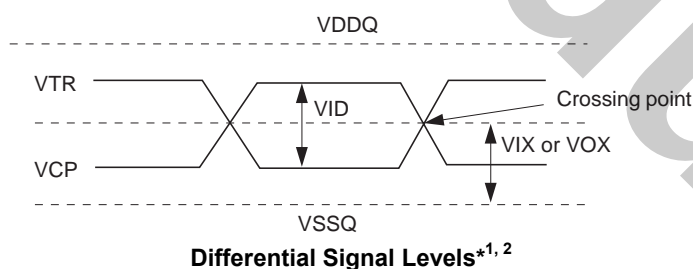 VDDQ
VTR
VID
Crossing point
VIX or VOX
VCP
VSSQ
Differential Signal Levels*1, 2